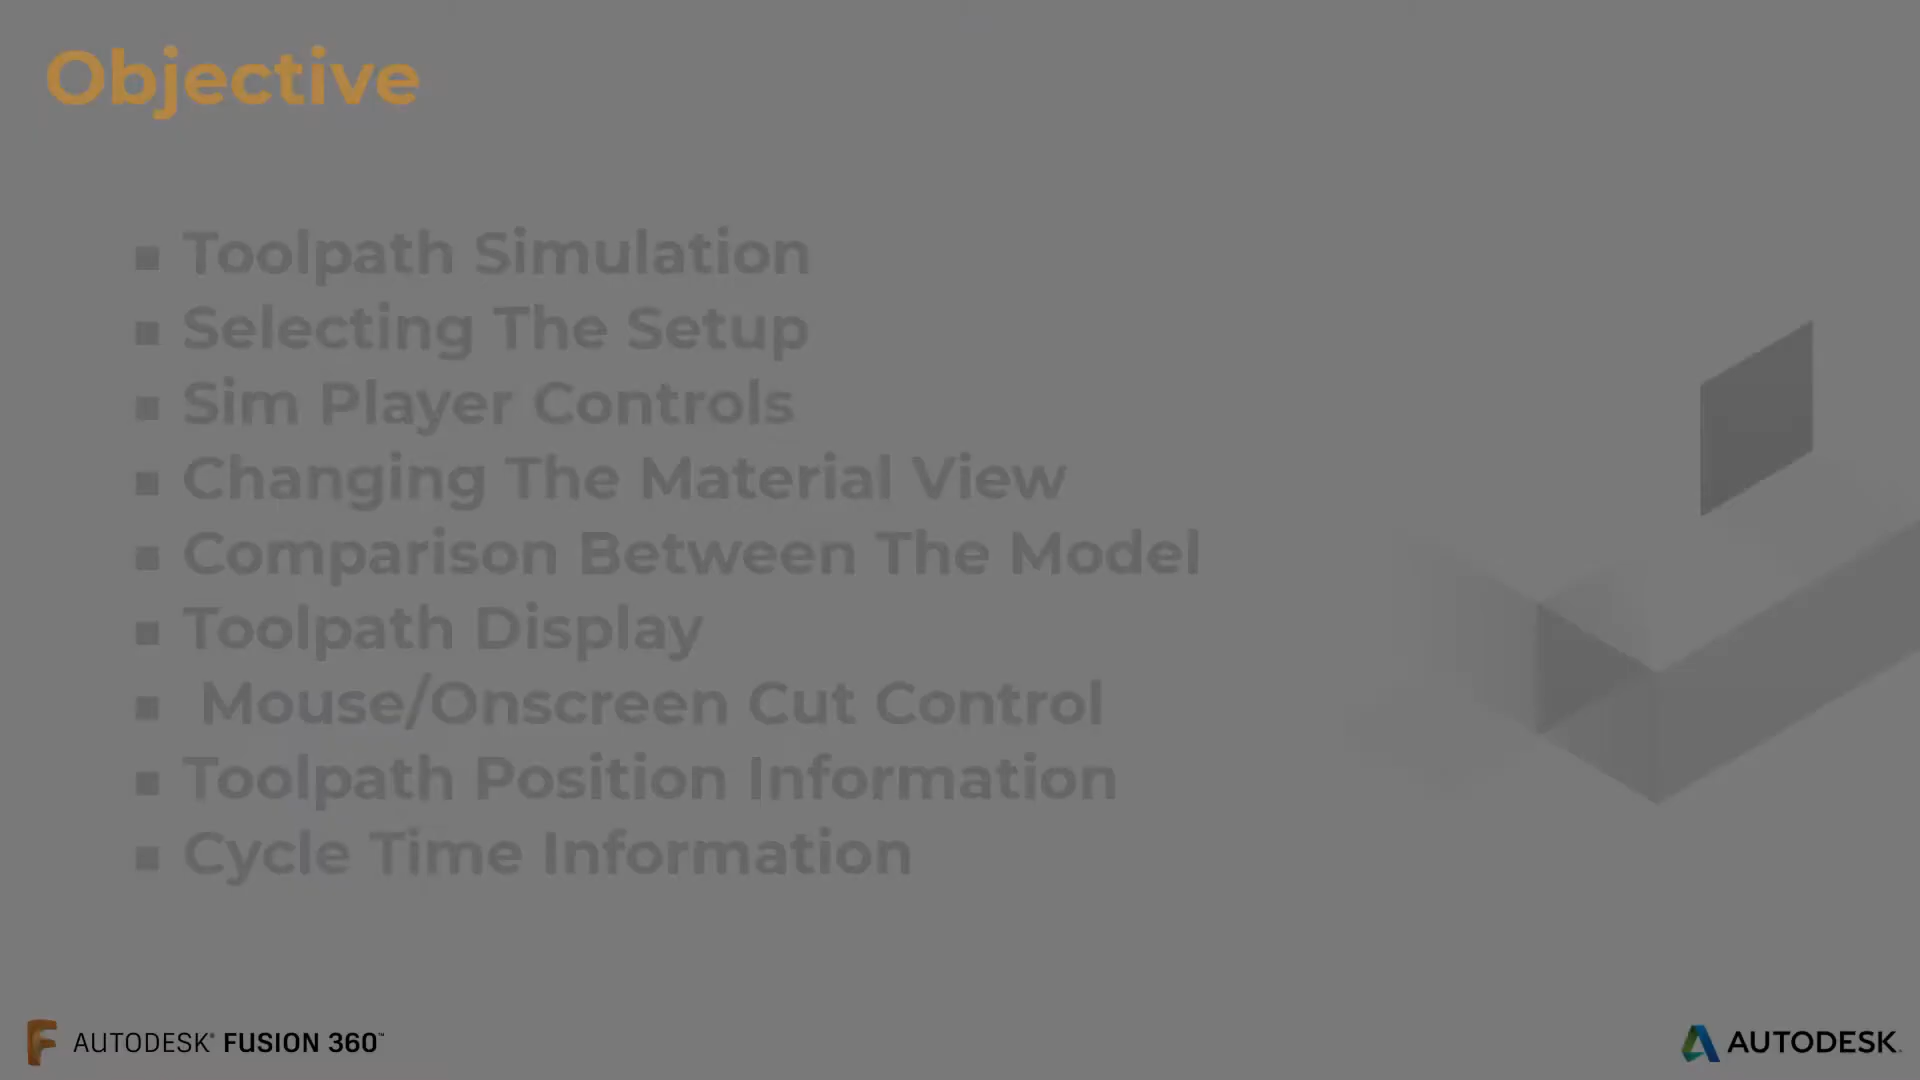 Objective
▪ Toolpath Simulation
▪ Selecting The Setup
▪ Sim Player Controls
▪ Changing The Material View
▪ Comparison Between The Model
▪ Toolpath Display
▪ Mouse/Onscreen Cut Control
▪ Toolpath Position Information
▪ Cycle Time Information
AUTODESK® FUSION 360™
AUTODESK.